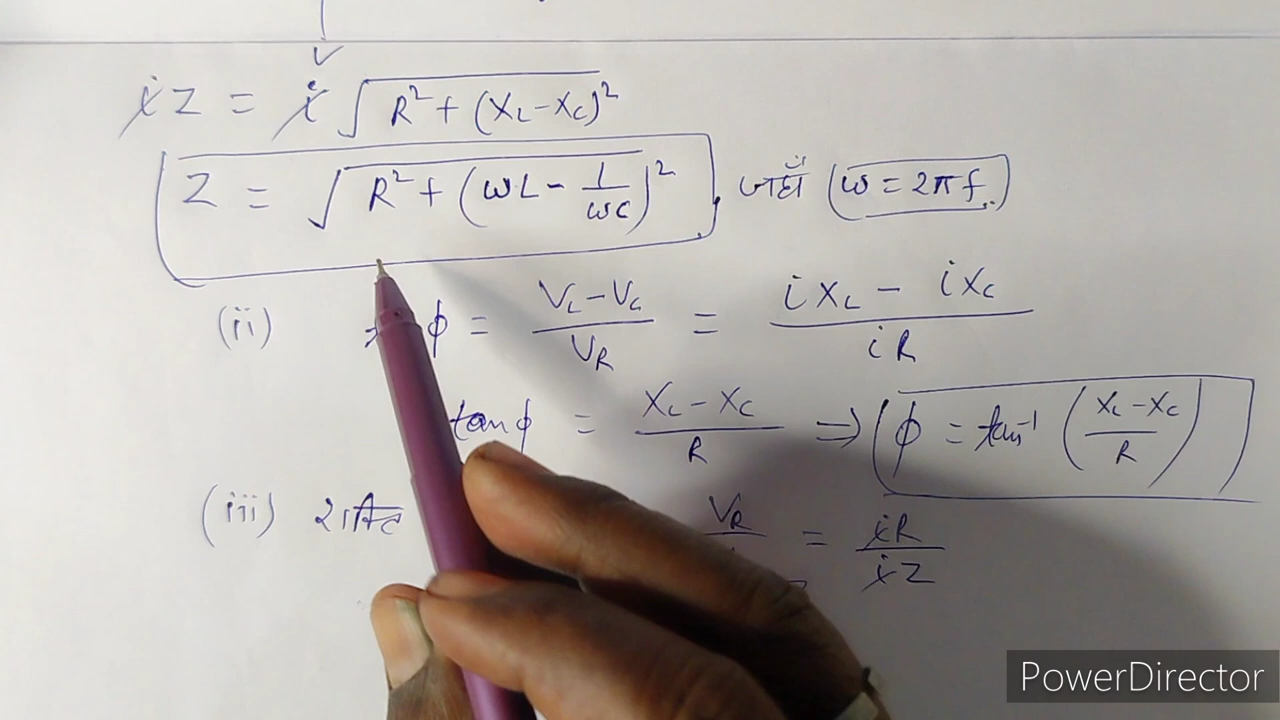 iZ = i √R² + (X_L - X_C)²
Z = √R² + (ωL - 1/ωC)², जहाँ (ω = 2πf)
(ii) φ = V_L - V_C / V_R = iX_L - iX_C / iR
tanφ = X_L - X_C / R ⇒ φ = tan⁻¹ (X_L - X_C / R)
(iii) V_R = iR / iZ
PowerDirector